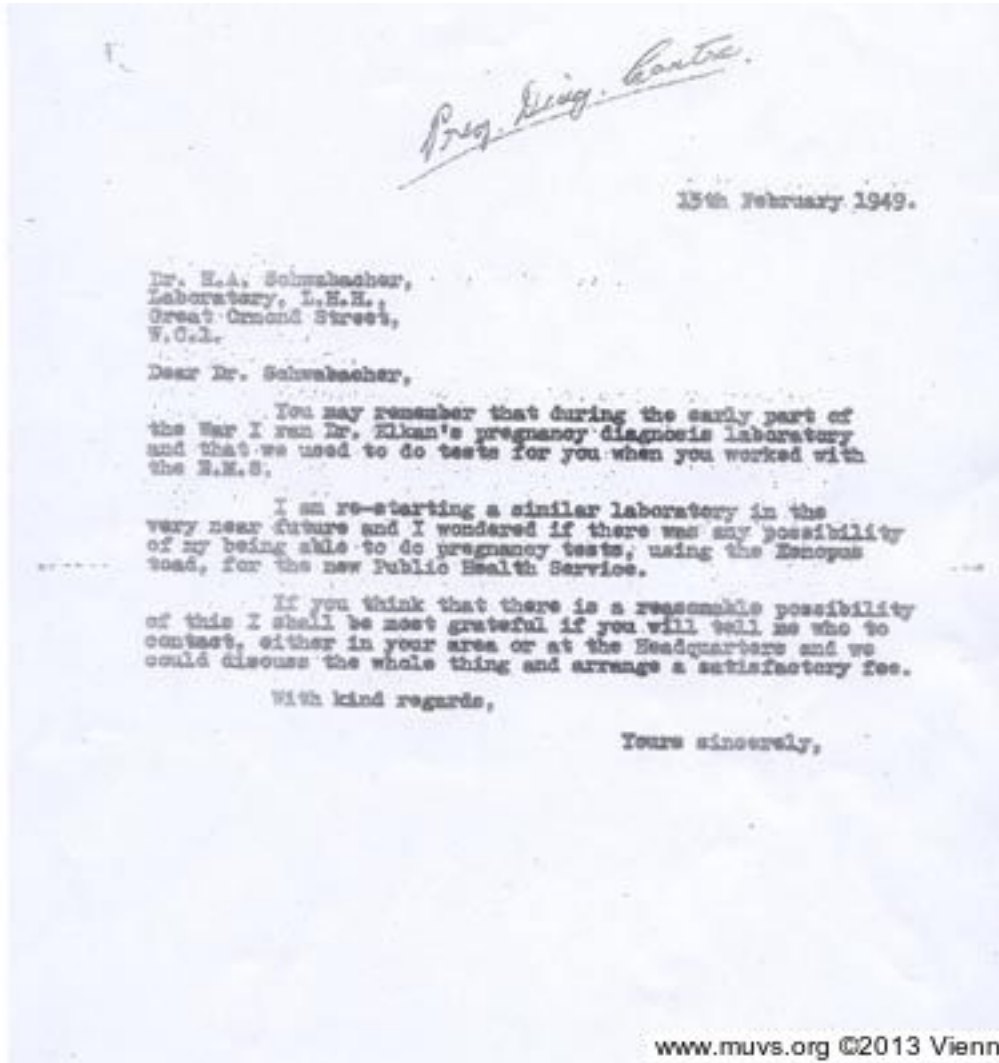 Preg. Diag. Centre.
15th February 1949.
Dr. H.A. Schwabacher,
Laboratory, L.H.H.,
Great Ormond Street,
W.C.1.
Dear Dr. Schwabacher,
You may remember that during the early part of
the War I ran Dr. Elkan's pregnancy diagnosis laboratory
and that we used to do tests for you when you worked with
the E.M.S.
I am re-starting a similar laboratory in the
very near future and I wondered if there was any possibility
of my being able to do pregnancy tests, using the Xenopus
toad, for the new Public Health Service.
If you think that there is a reasonable possibility
of this I shall be most grateful if you will tell me who to
contact, either in your area or at the Headquarters and we
could discuss the whole thing and arrange a satisfactory fee.
With kind regards,
Yours sincerely,
www.muvs.org ©2013 Vienn